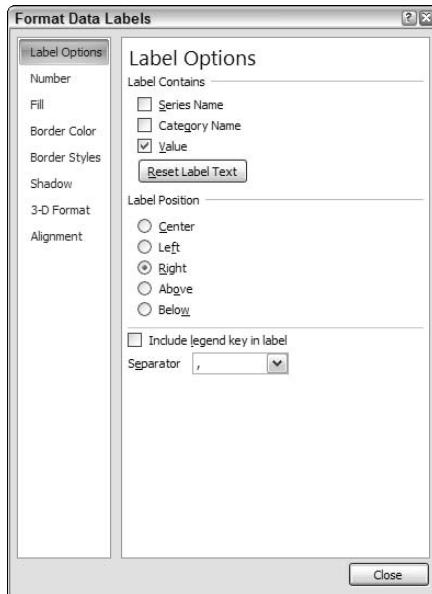 Format Data Labels
Label Options
Number
Fill
Border Color
Border Styles
Shadow
3-D Format
Alignment
Label Options
Label Contains
Series Name
Category Name
Value
Reset Label Text
Label Position
Center
Left
Right
Above
Below
Include legend key in label
Separator ,
Close